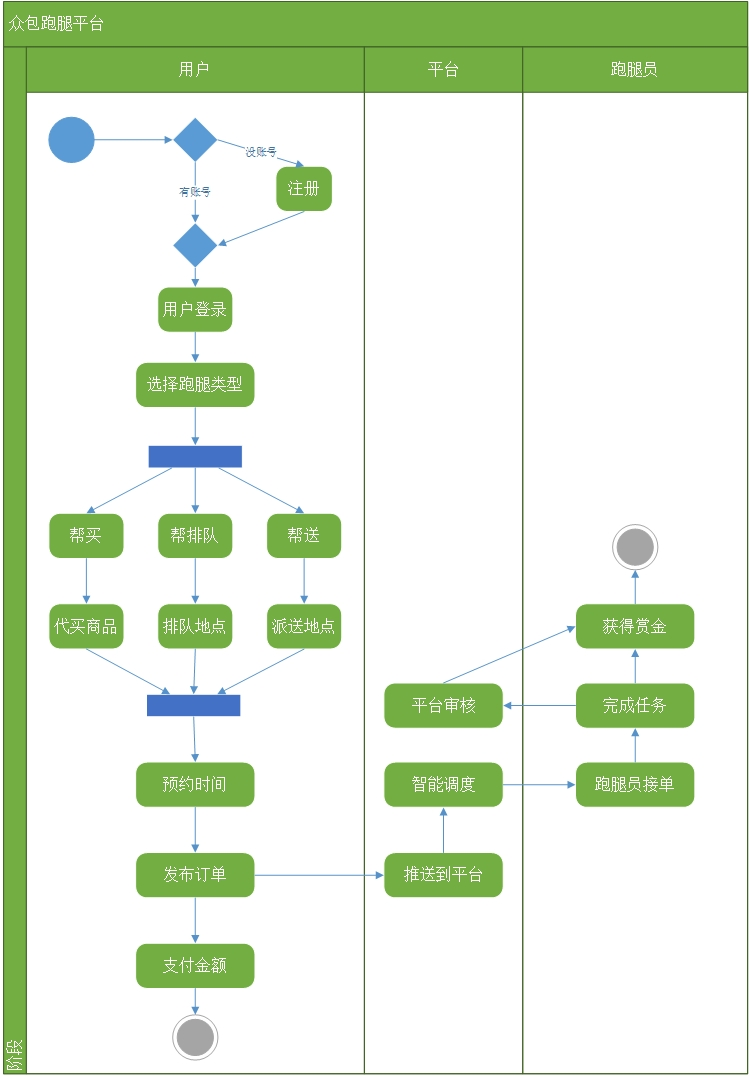 众包跑腿平台
用户
平台
跑腿员
没账号
有账号
注册
用户登录
选择跑腿类型
帮买
帮排队
帮送
代买商品
排队地点
派送地点
获得赏金
平台审核
完成任务
预约时间
智能调度
跑腿员接单
发布订单
推送到平台
支付金额
阶段